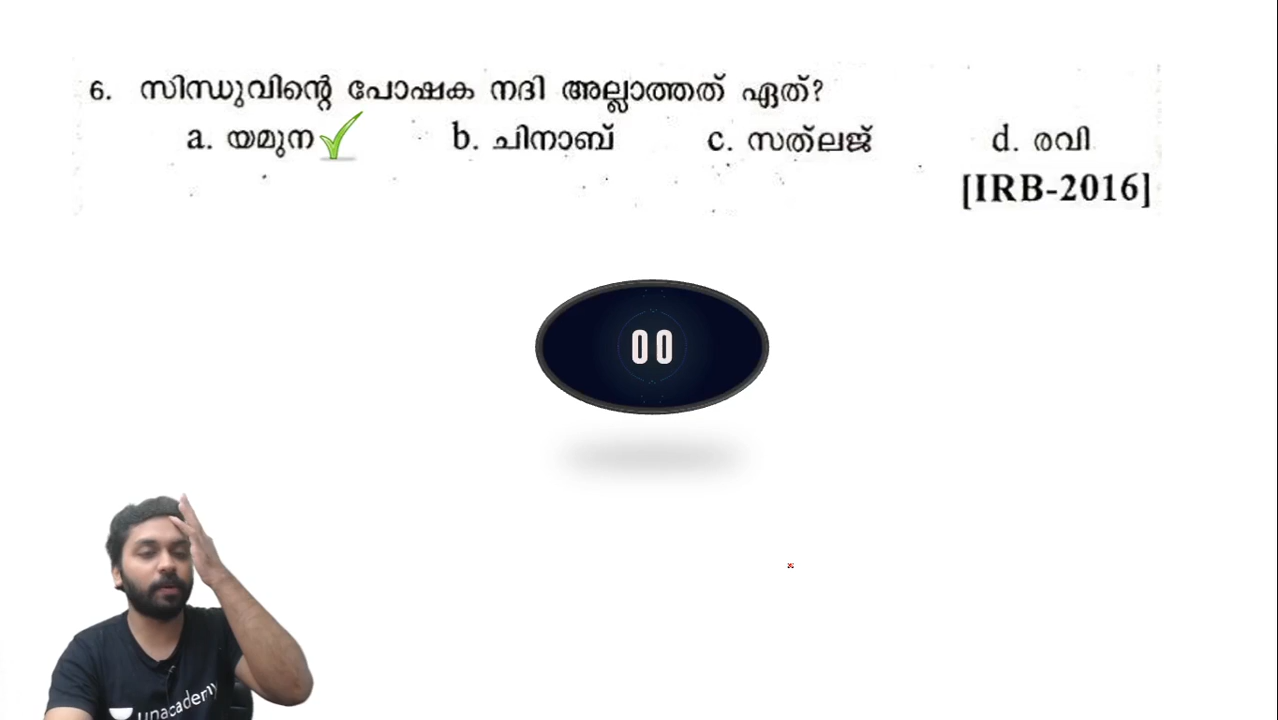 6. സിന്ധുവിന്റെ പോഷക നദി അല്ലാത്തത് ഏത്?
a. യമുന b. ചിനാബ് c. സത്‌ലജ് d. രവി
[IRB-2016]
00
unacademy